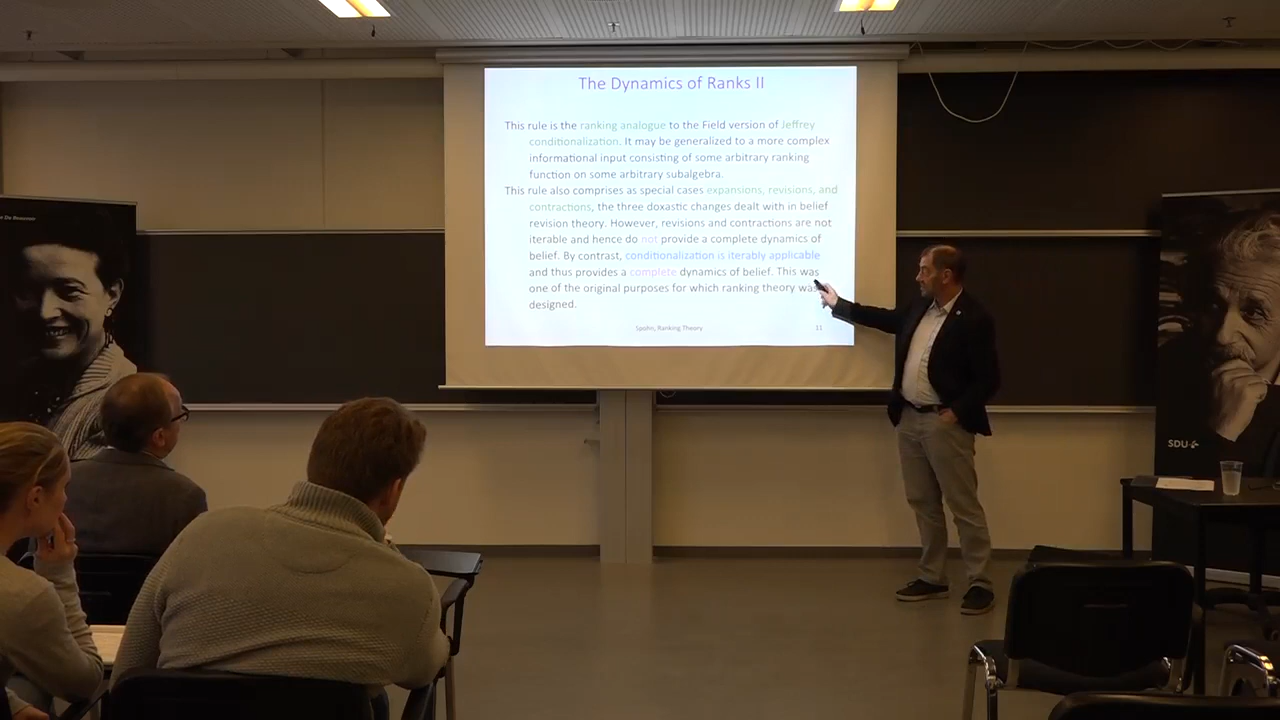 The Dynamics of Ranks II
This rule is the ranking analogue to the Field version of Jeffrey
conditionalization. It may be generalized to a more complex
informational input consisting of some arbitrary ranking
function on some arbitrary subalgebra.
This rule also comprises as special cases expansions, revisions, and
contractions, the three doxastic changes dealt with in belief
revision theory. However, revisions and contractions are not
iterable and hence do not provide a complete dynamics of
belief. By contrast, conditionalization is iterably applicable
and thus provides a complete dynamics of belief. This was
one of the original purposes for which ranking theory was
designed.
Spohn, Ranking Theory 11
De Beauvoir
SDU